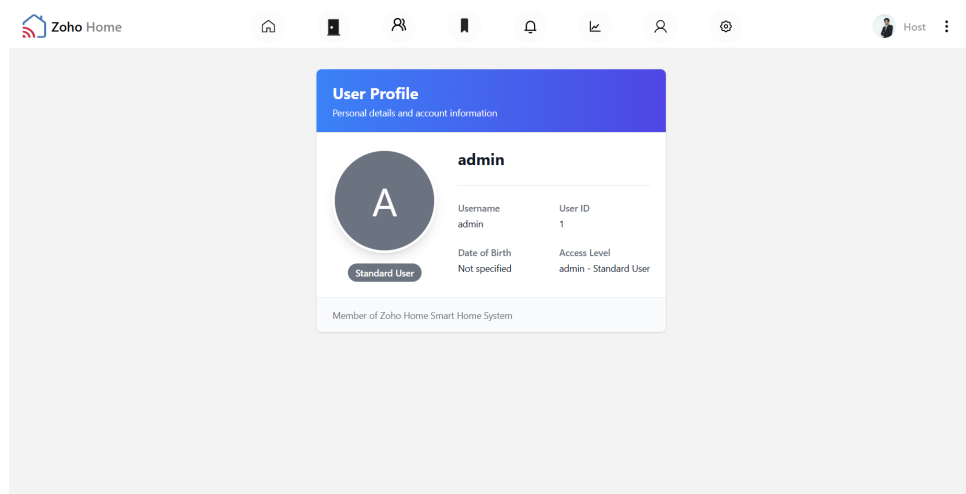 Zoho Home
Host
User Profile
Personal details and account information
A
Standard User
admin
Username
admin
User ID
1
Date of Birth
Not specified
Access Level
admin - Standard User
Member of Zoho Home Smart Home System